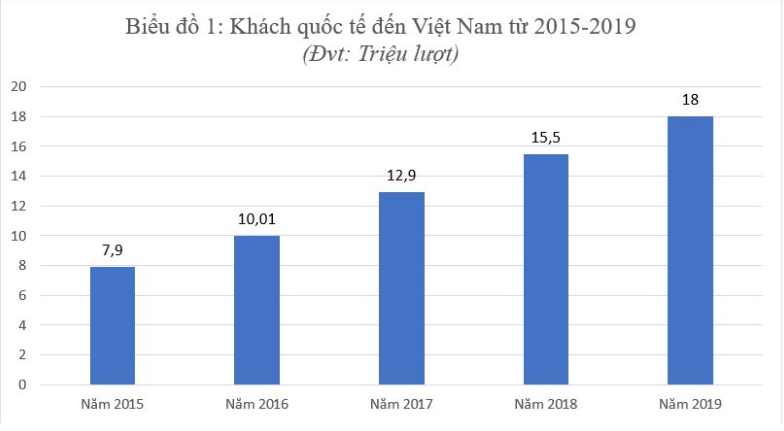 Biểu đồ 1: Khách quốc tế đến Việt Nam từ 2015-2019
(Đvt: Triệu lượt)
20
18
16
14
12
10
8
6
4
2
0
7,9
10,01
12,9
15,5
18
Năm 2015
Năm 2016
Năm 2017
Năm 2018
Năm 2019